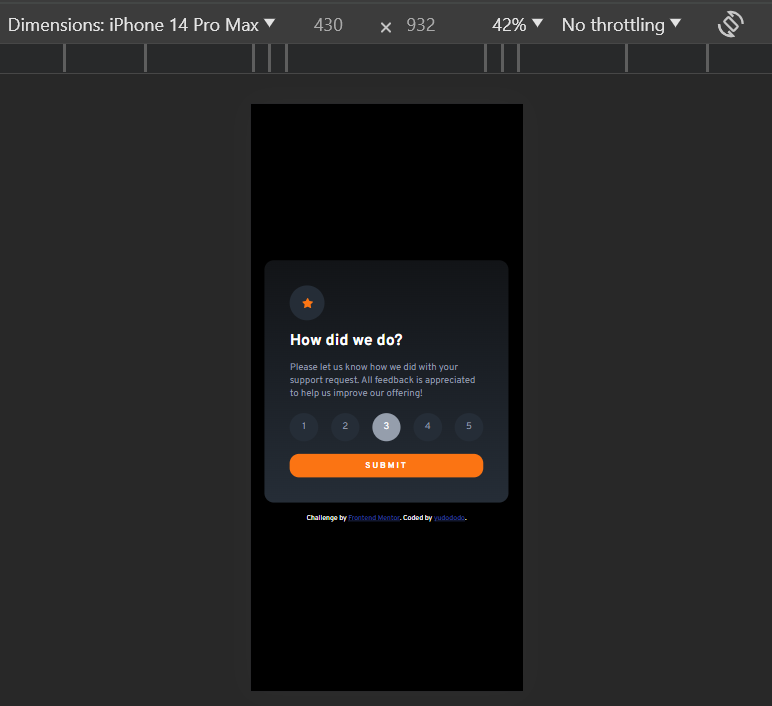 Dimensions: iPhone 14 Pro Max ▼ 430 × 932 42% ▼ No throttling ▼
How did we do?
Please let us know how we did with your
support request. All feedback is appreciated
to help us improve our offering!
1 2 3 4 5
SUBMIT
Challenge by Frontend Mentor. Coded by yudodods.